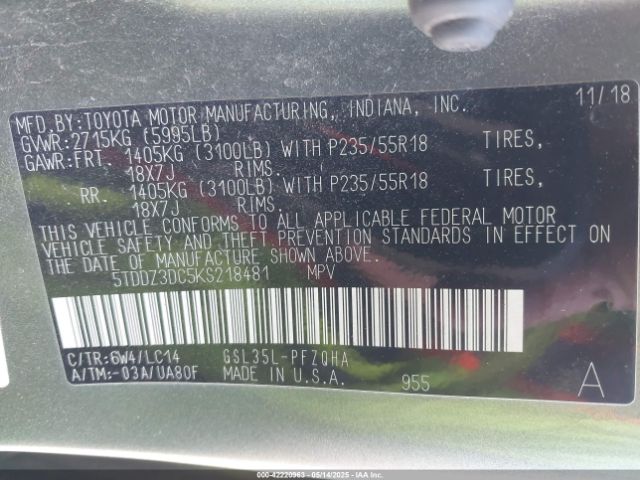 MFD.BY:TOYOTA MOTOR MANUFACTURING, INDIANA, INC. 11/18
GVWR:2715KG (5995LB)
GAWR:FRT. 1405KG (3100LB) WITH P235/55R18 TIRES,
18X7J RIMS.
RR. 1405KG (3100LB) WITH P235/55R18 TIRES,
18X7J RIMS.
THIS VEHICLE CONFORMS TO ALL APPLICABLE FEDERAL MOTOR
VEHICLE SAFETY AND THEFT PREVENTION STANDARDS IN EFFECT ON
THE DATE OF MANUFACTURE SHOWN ABOVE.
5TDDZ3DC5KS218481 MPV
C/TR:6W4/LC14 GSL35L-PFZQHA
A/TM:-03A/UA80F MADE IN U.S.A. 955 A
000-42220963 - 05/14/2025 - IAAI.COM